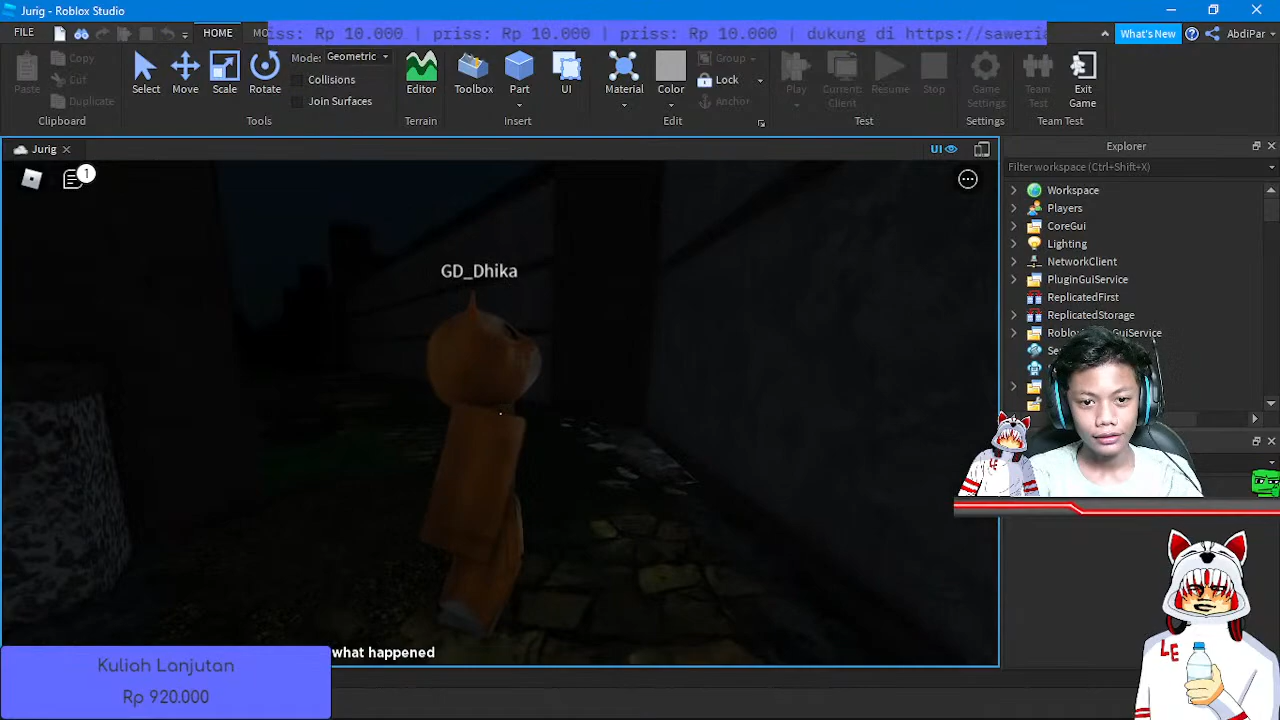 Jurig - Roblox Studio
FILE
HOME
iss: Rp 10.000 | priss: Rp 10.000 | priss: Rp 10.000 | dukung di https://saweria
What's New
AbdiPar
Paste
Copy
Cut
Duplicate
Clipboard
Select
Move
Scale
Rotate
Mode: Geometric
Collisions
Join Surfaces
Tools
Editor
Terrain
Toolbox
Part
UI
Insert
Material
Color
Group
Lock
Anchor
Edit
Play
Current:
Client
Resume
Stop
Test
Game
Settings
Settings
Team
Test
Exit
Game
Team Test
Jurig
UI
1
GD_Dhika
what happened
Explorer
Filter workspace (Ctrl+Shift+X)
Workspace
Players
CoreGui
Lighting
NetworkClient
PluginGuiService
ReplicatedFirst
ReplicatedStorage
Kuliah Lanjutan
Rp 920.000
LE
LE